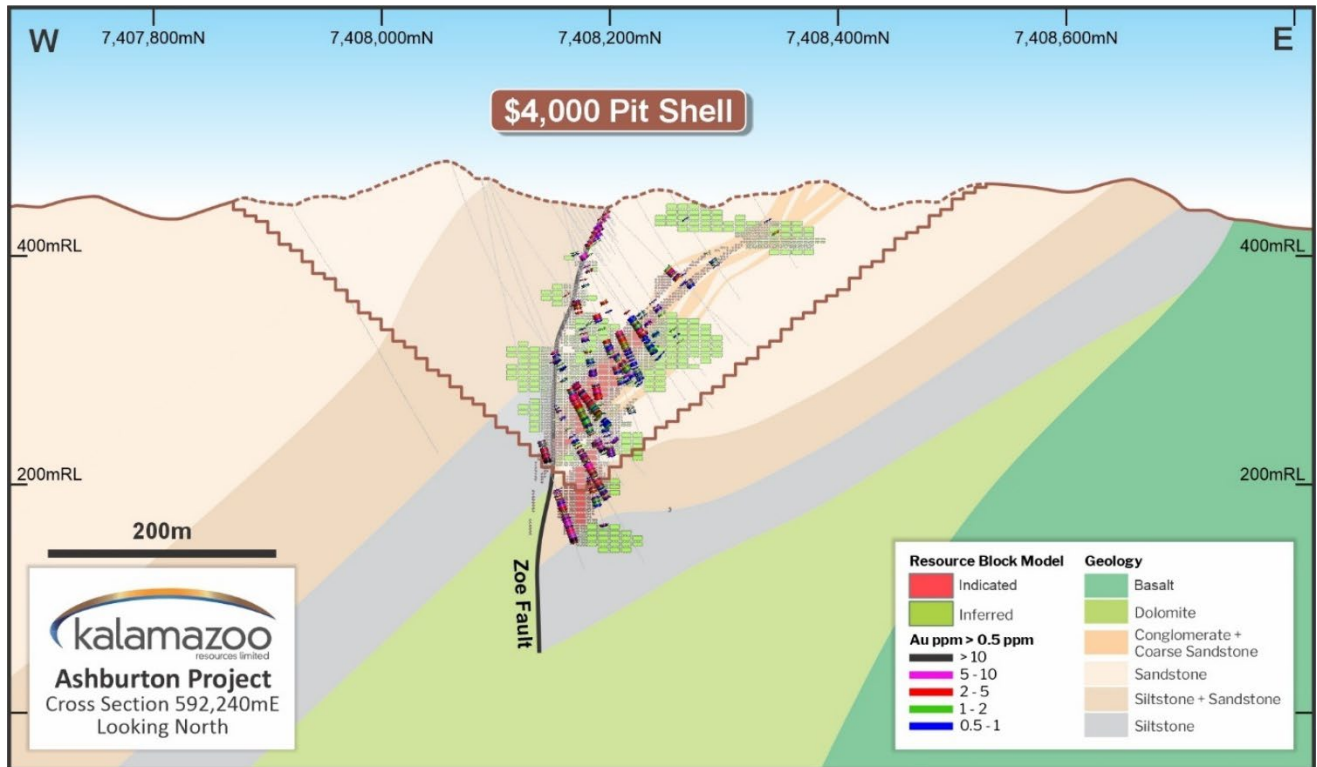 W
7,407,800mN
7,408,000mN
7,408,200mN
7,408,400mN
7,408,600mN
E
$4,000 Pit Shell
400mRL
400mRL
200mRL
200mRL
200m
Zoe Fault
kalamazoo
resources limited
Ashburton Project
Cross Section 592,240mE
Looking North
Resource Block Model
Indicated
Inferred
Au ppm > 0.5 ppm
> 10
5 - 10
2 - 5
1 - 2
0.5 - 1
Geology
Basalt
Dolomite
Conglomerate +
Coarse Sandstone
Sandstone
Siltstone + Sandstone
Siltstone